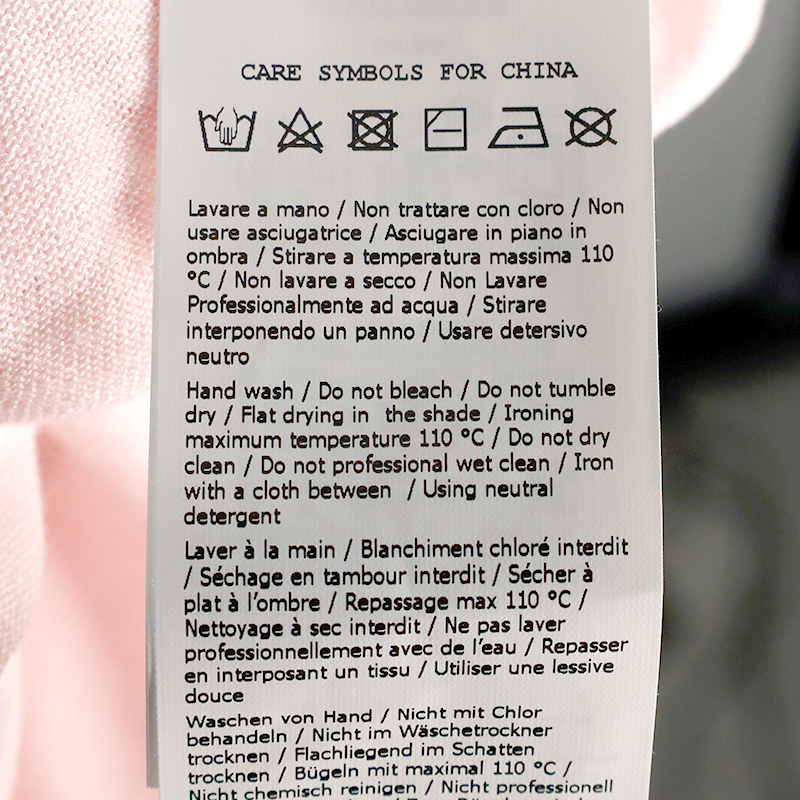 CARE SYMBOLS FOR CHINA
Lavare a mano / Non trattare con cloro / Non
usare asciugatrice / Asciugare in piano in
ombra / Stirare a temperatura massima 110
°C / Non lavare a secco / Non Lavare
Professionalmente ad acqua / Stirare
interponendo un panno / Usare detersivo
neutro
Hand wash / Do not bleach / Do not tumble
dry / Flat drying in the shade / Ironing
maximum temperature 110 °C / Do not dry
clean / Do not professional wet clean / Iron
with a cloth between / Using neutral
detergent
Laver à la main / Blanchiment chloré interdit
/ Séchage en tambour interdit / Sécher à
plat à l'ombre / Repassage max 110 °C /
Nettoyage à sec interdit / Ne pas laver
professionnellement avec de l'eau / Repasser
en interposant un tissu / Utiliser une lessive
douce
Waschen von Hand / Nicht mit Chlor
behandeln / Nicht im Wäschetrockner
trocknen / Flachliegend im Schatten
trocknen / Bügeln mit maximal 110 °C /
Nicht chemisch reinigen / Nicht professionell